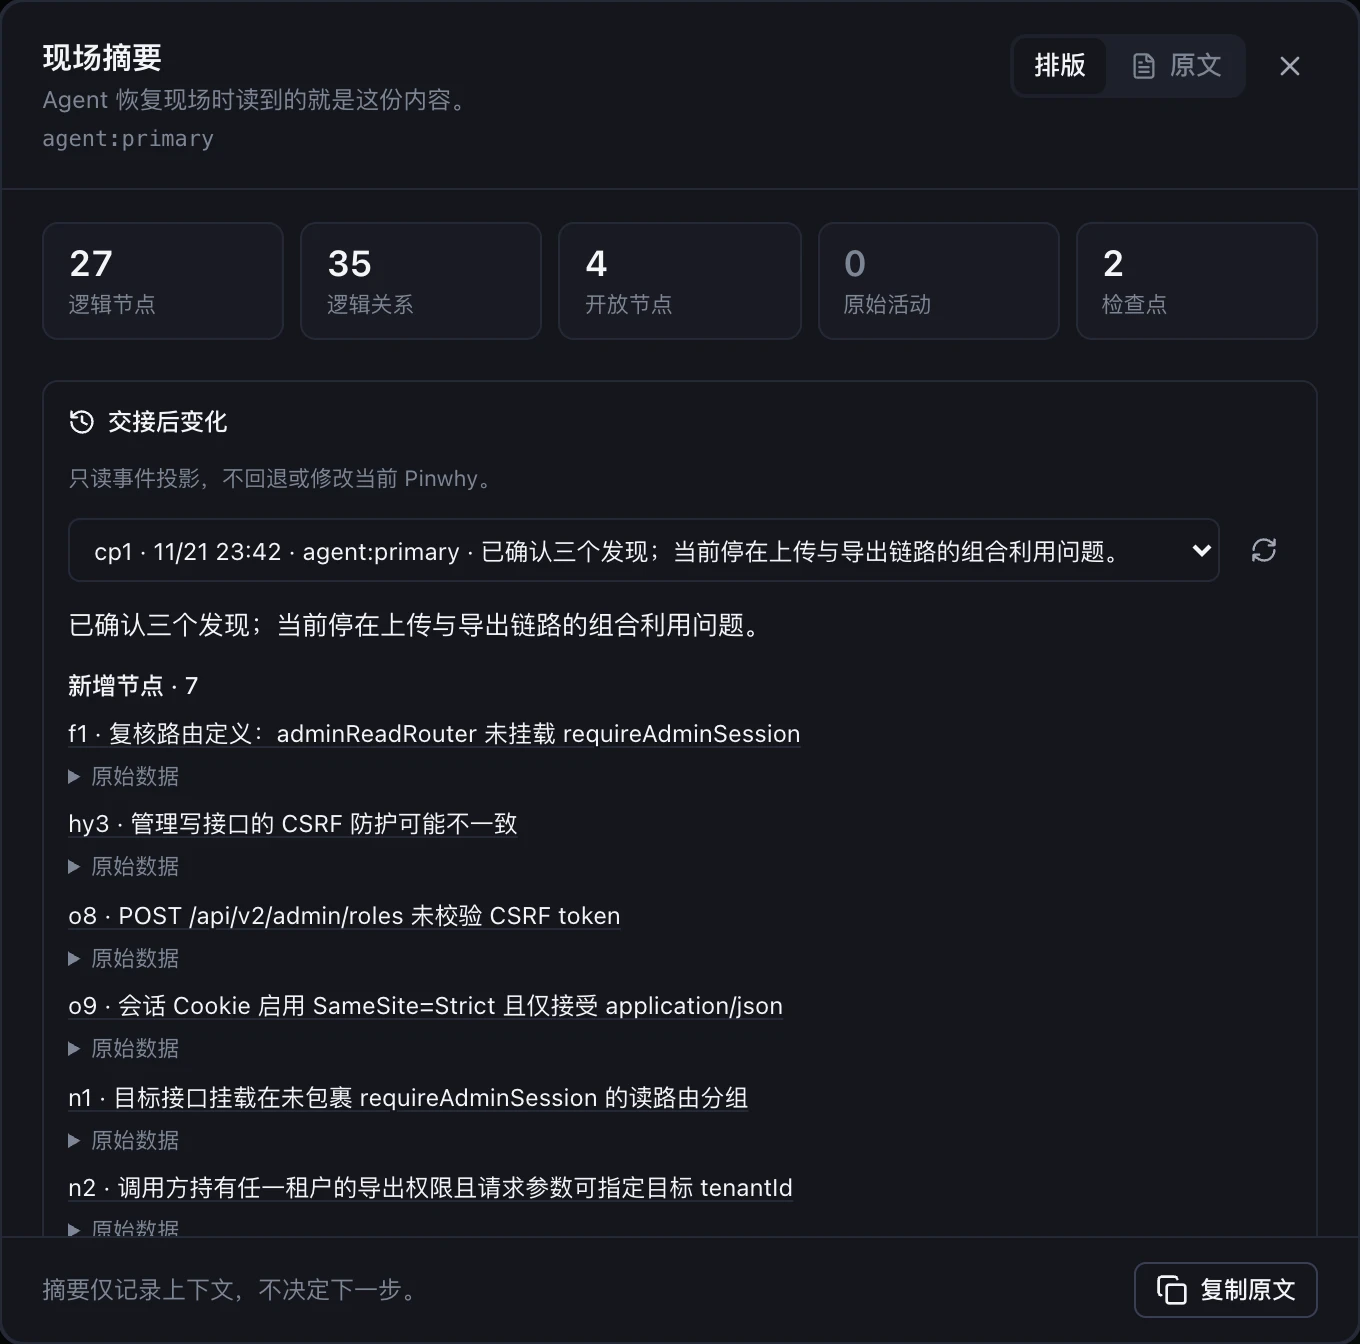 现场摘要
排版
原文
Agent 恢复现场时读到的就是这份内容。
agent:primary
27
逻辑节点
35
逻辑关系
4
开放节点
0
原始活动
2
检查点
交接后变化
只读事件投影，不回退或修改当前 Pinwhy。
cp1 · 11/21 23:42 · agent:primary · 已确认三个发现；当前停在上传与导出链路的组合利用问题。
已确认三个发现；当前停在上传与导出链路的组合利用问题。
新增节点 · 7
f1 · 复核路由定义：adminReadRouter 未挂载 requireAdminSession
原始数据
hy3 · 管理写接口的 CSRF 防护可能不一致
原始数据
o8 · POST /api/v2/admin/roles 未校验 CSRF token
原始数据
o9 · 会话 Cookie 启用 SameSite=Strict 且仅接受 application/json
原始数据
n1 · 目标接口挂载在未包裹 requireAdminSession 的读路由分组
原始数据
n2 · 调用方持有任一租户的导出权限且请求参数可指定目标 tenantId
原始数据
摘要仅记录上下文，不决定下一步。
复制原文